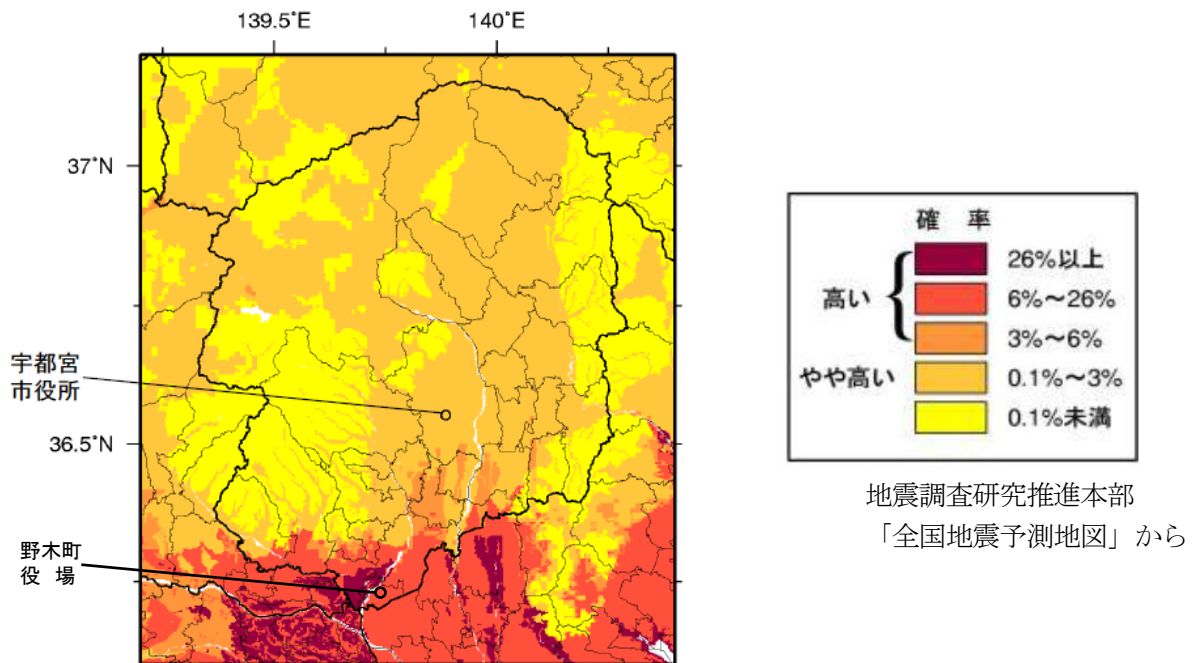 139.5˚E
140˚E
37˚N
宇都宮
市役所
36.5˚N
野木町
役 場
確 率
高い
26%以上
6%～26%
3%～6%
やや高い
0.1%～3%
0.1%未満
地震調査研究推進本部
「全国地震予測地図」から